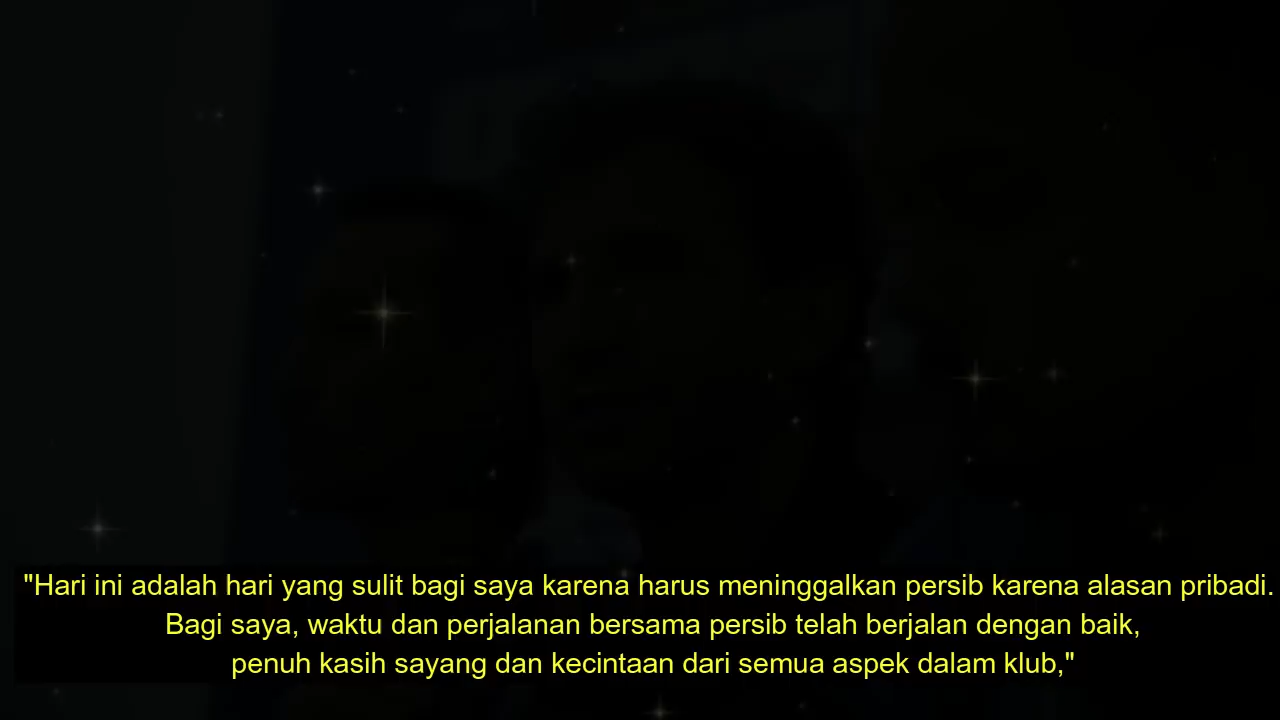 "Hari ini adalah hari yang sulit bagi saya karena harus meninggalkan persib karena alasan pribadi.
Bagi saya, waktu dan perjalanan bersama persib telah berjalan dengan baik,
penuh kasih sayang dan kecintaan dari semua aspek dalam klub,"